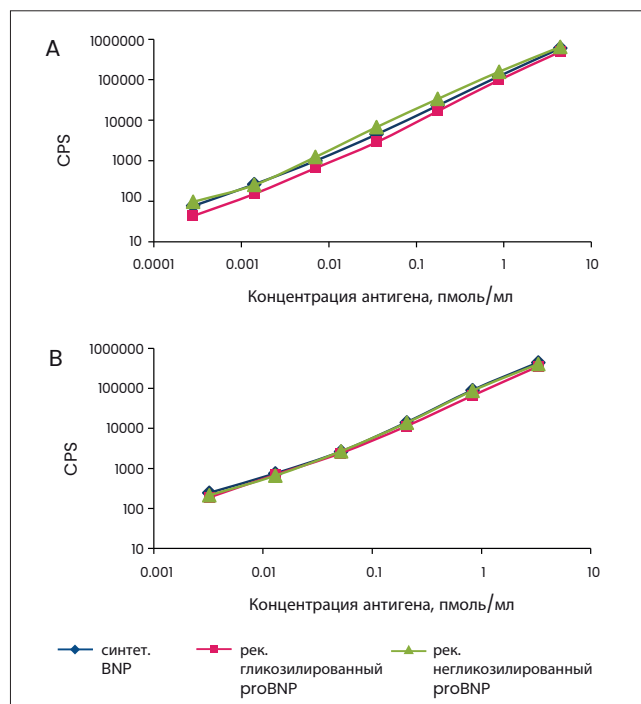 A
1000000
100000
10000
1000
100
10
CPS
0.0001
0.001
0.01
0.1
1
10
Концентрация антигена, пмоль/мл
B
1000000
100000
10000
1000
100
10
CPS
0.001
0.01
0.1
1
10
Концентрация антигена, пмоль/мл
синтет.
BNP
рек.
гликозилированный
proBNP
рек.
негликозилированный
proBNP